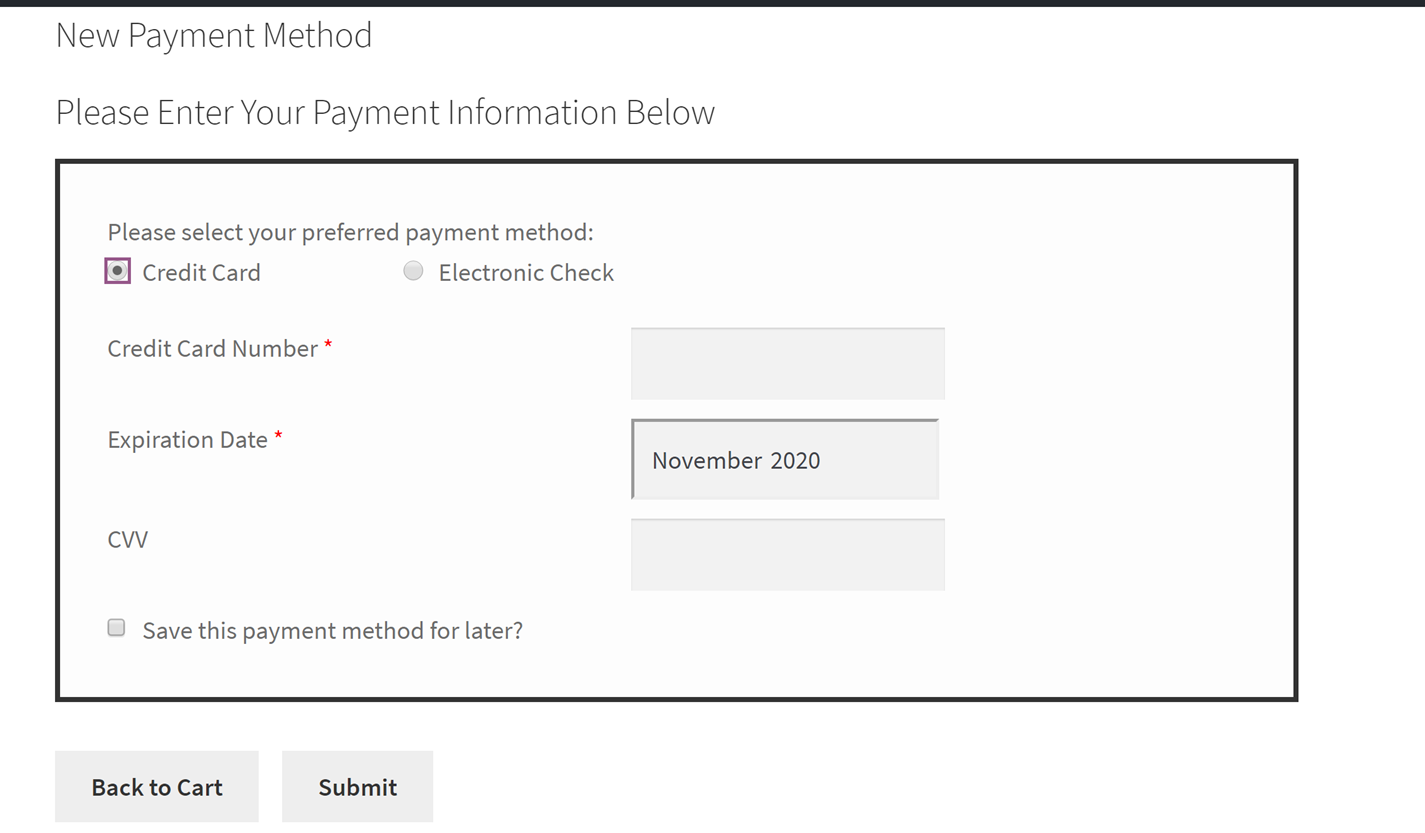 New Payment Method
Please Enter Your Payment Information Below
Please select your preferred payment method:
Credit Card Electronic Check
Credit Card Number *
Expiration Date *
November 2020
CVV
Save this payment method for later?
Back to Cart Submit